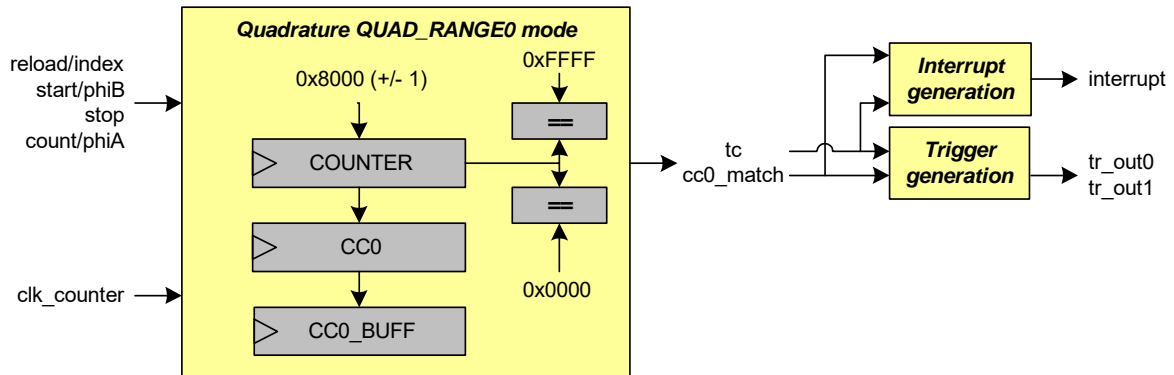 Quadrature QUAD_RANGE0 mode
reload/index
start/phiB
stop
count/phiA
clk_counter
0x8000 (+/- 1)
COUNTER
CC0
CC0_BUFF
0xFFFF
==
==
0x0000
tc
cc0_match
Interrupt
generation
interrupt
Trigger
generation
tr_out0
tr_out1